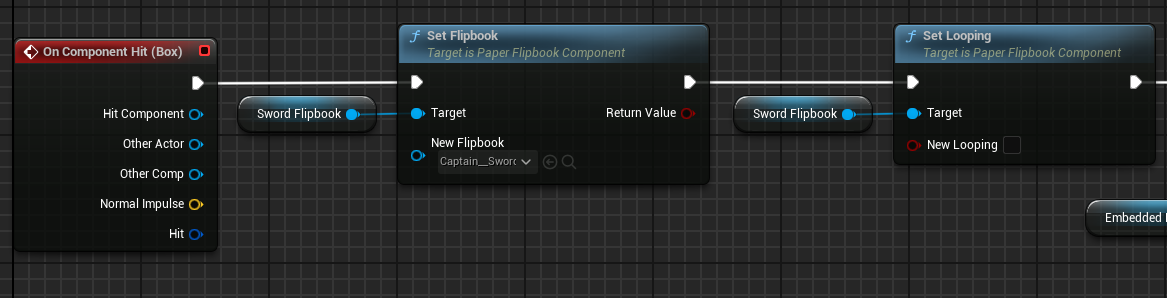 On Component Hit (Box)
Hit Component
Other Actor
Other Comp
Normal Impulse
Hit
Sword Flipbook
f Set Flipbook
Target is Paper Flipbook Component
Target
Return Value
New Flipbook
Captain__Sword
Sword Flipbook
f Set Looping
Target is Paper Flipbook Component
Target
New Looping
Embedded